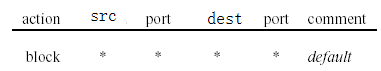 action src port dest port comment
block * * * * default